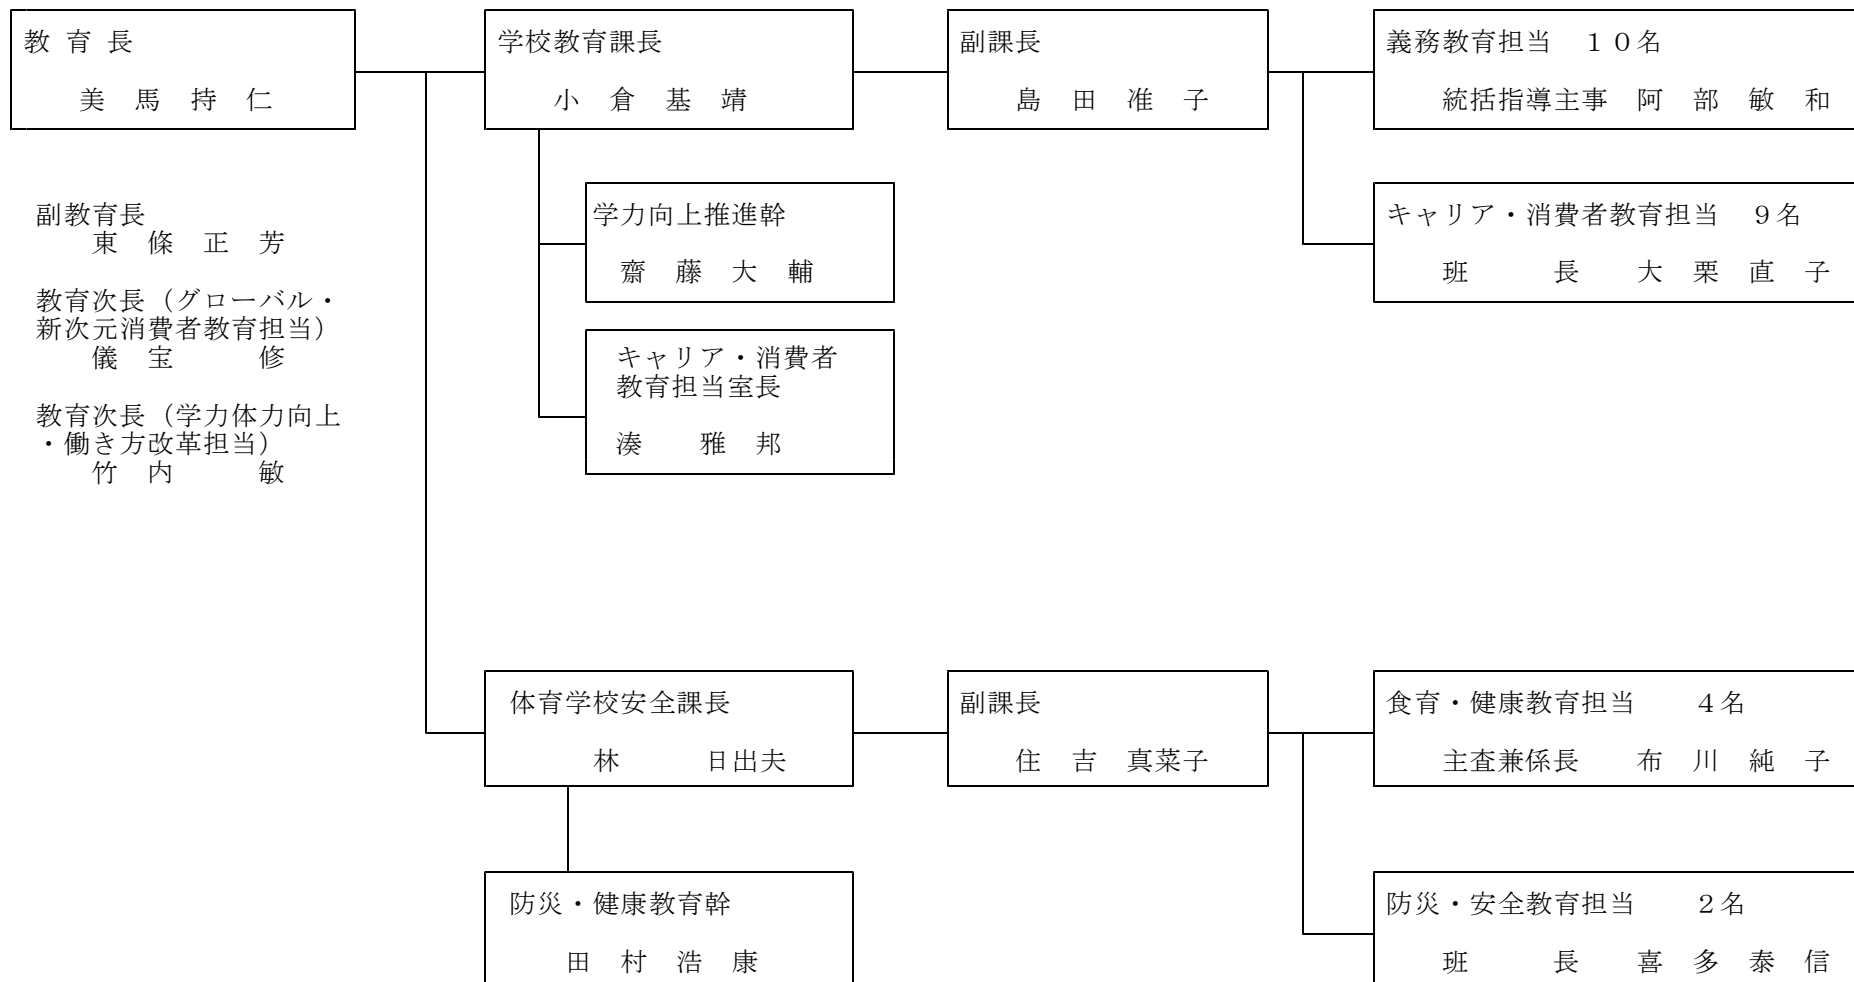 教育長
美馬持仁
副教育長
東條正芳
教育次長（グローバル・
新次元消費者教育担当）
儀宝　修
教育次長（学力体力向上
・働き方改革担当）
竹内　敏
学校教育課長
小倉基靖
学力向上推進幹
齋藤大輔
キャリア・消費者
教育担当室長
湊　雅邦
副課長
島田准子
義務教育担当　１０名
統括指導主事　阿部敏和
キャリア・消費者教育担当　９名
班　長　大栗直子
体育学校安全課長
林　日出夫
防災・健康教育幹
田村浩康
副課長
住吉真菜子
食育・健康教育担当　４名
主査兼係長　布川純子
防災・安全教育担当　２名
班　長　喜多泰信